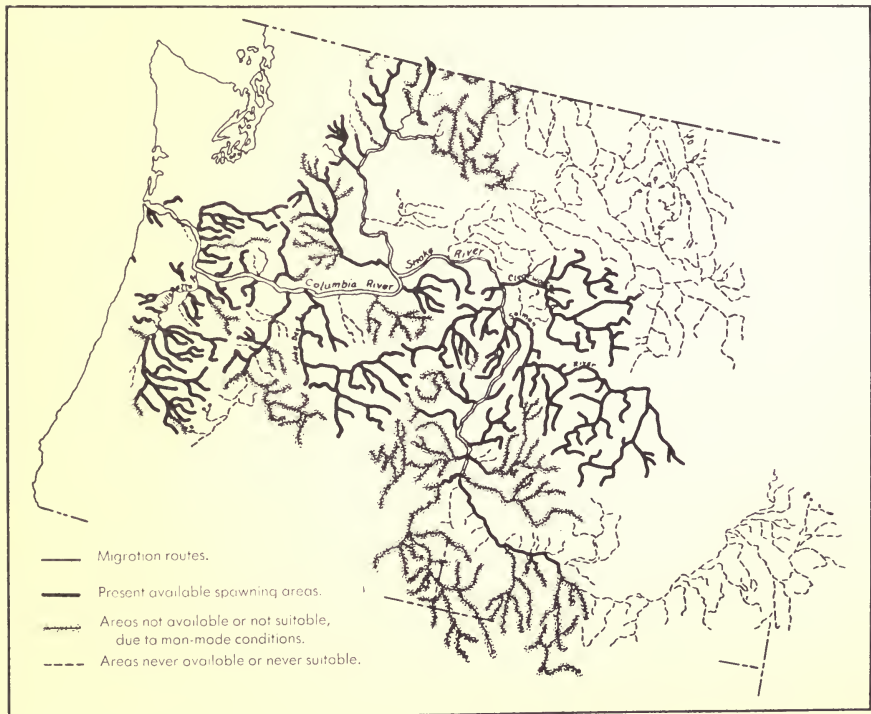 Snake River
Columbia River
River
Migration routes.
Present available spawning areas.
Areas not available or not suitable,
due to man-made conditions.
Areas never available or never suitable.